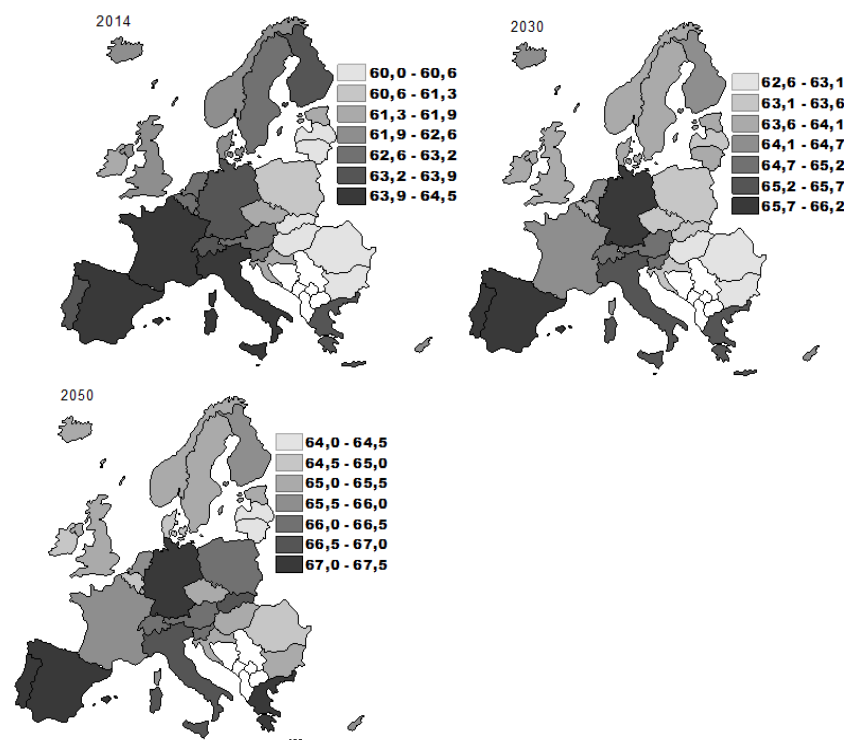 2014
60,0 - 60,6
60,6 - 61,3
61,3 - 61,9
61,9 - 62,6
62,6 - 63,2
63,2 - 63,9
63,9 - 64,5
2030
62,6 - 63,1
63,1 - 63,6
63,6 - 64,1
64,1 - 64,7
64,7 - 65,2
65,2 - 65,7
65,7 - 66,2
2050
64,0 - 64,5
64,5 - 65,0
65,0 - 65,5
65,5 - 66,0
66,0 - 66,5
66,5 - 67,0
67,0 - 67,5